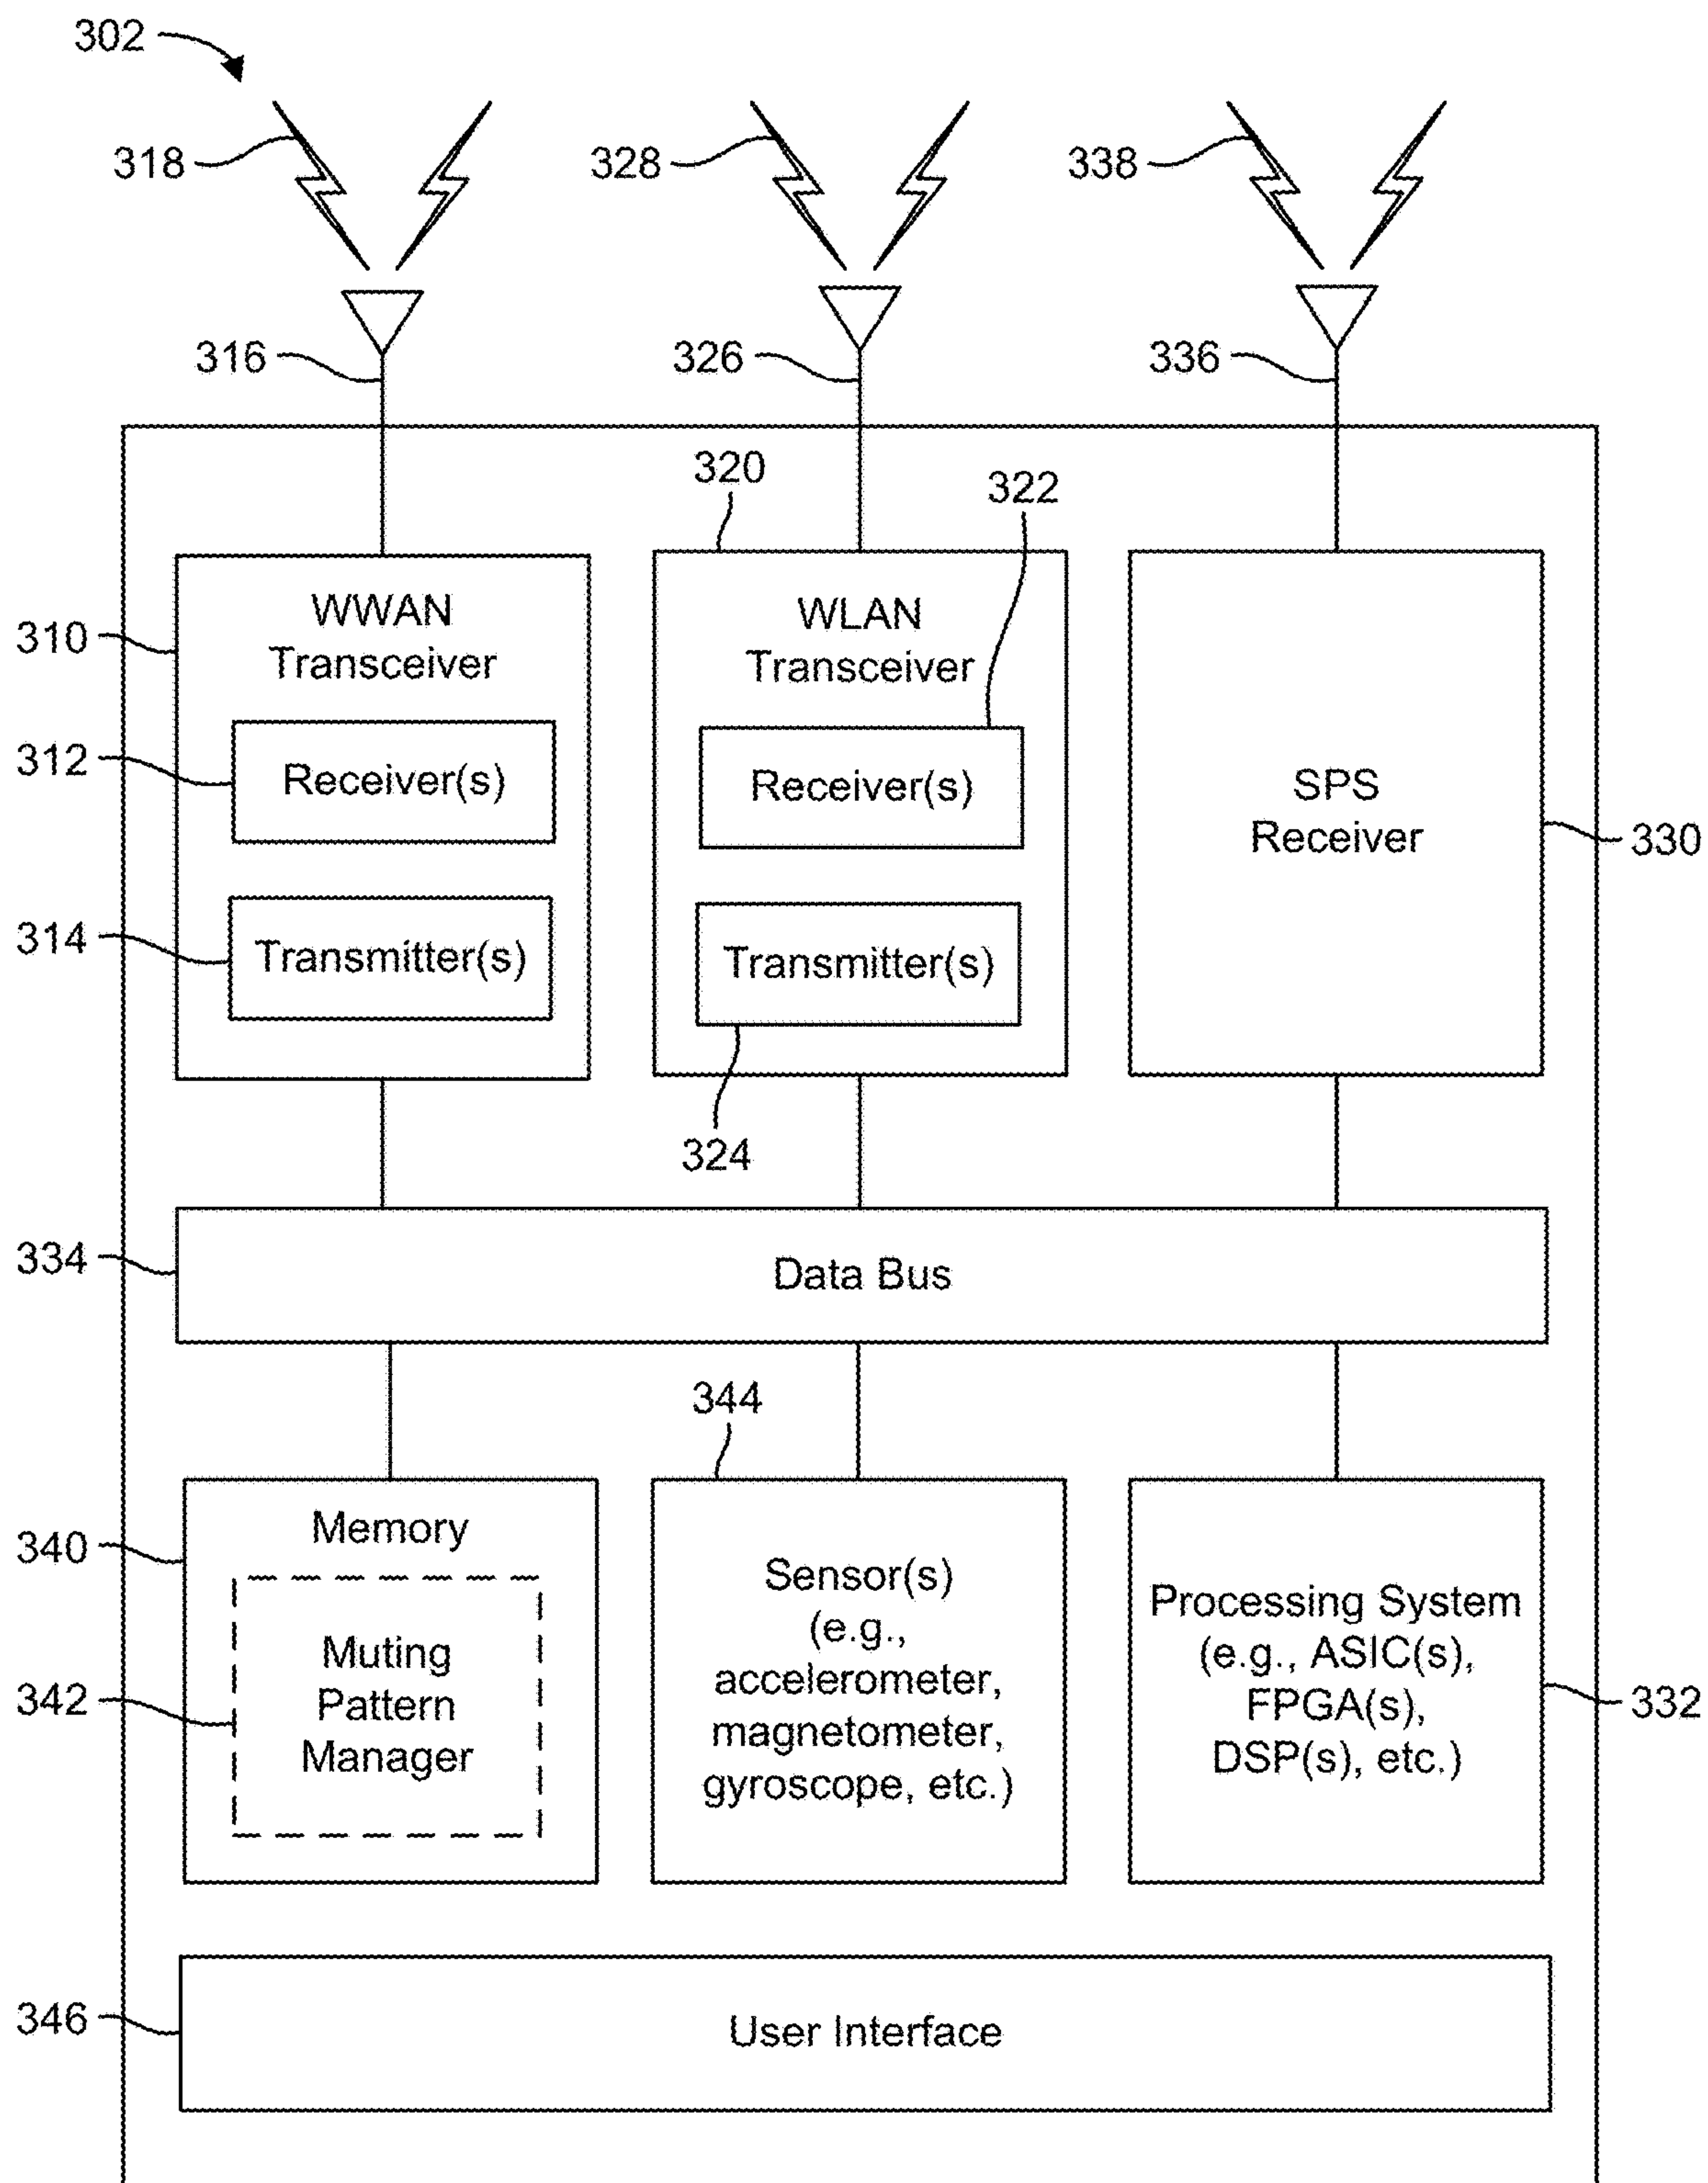 302
318
328
338
316
326
336
320
322
310
WWAN
Transceiver
WLAN
Transceiver
312
Receiver(s)
Receiver(s)
SPS
Receiver
330
314
Transmitter(s)
Transmitter(s)
324
334
Data Bus
344
340
Memory
342
Muting
Pattern
Manager
Sensor(s)
(e.g.,
accelerometer,
magnetometer,
gyroscope, etc.)
Processing System
(e.g., ASIC(s),
FPGA(s),
DSP(s), etc.)
332
346
User Interface